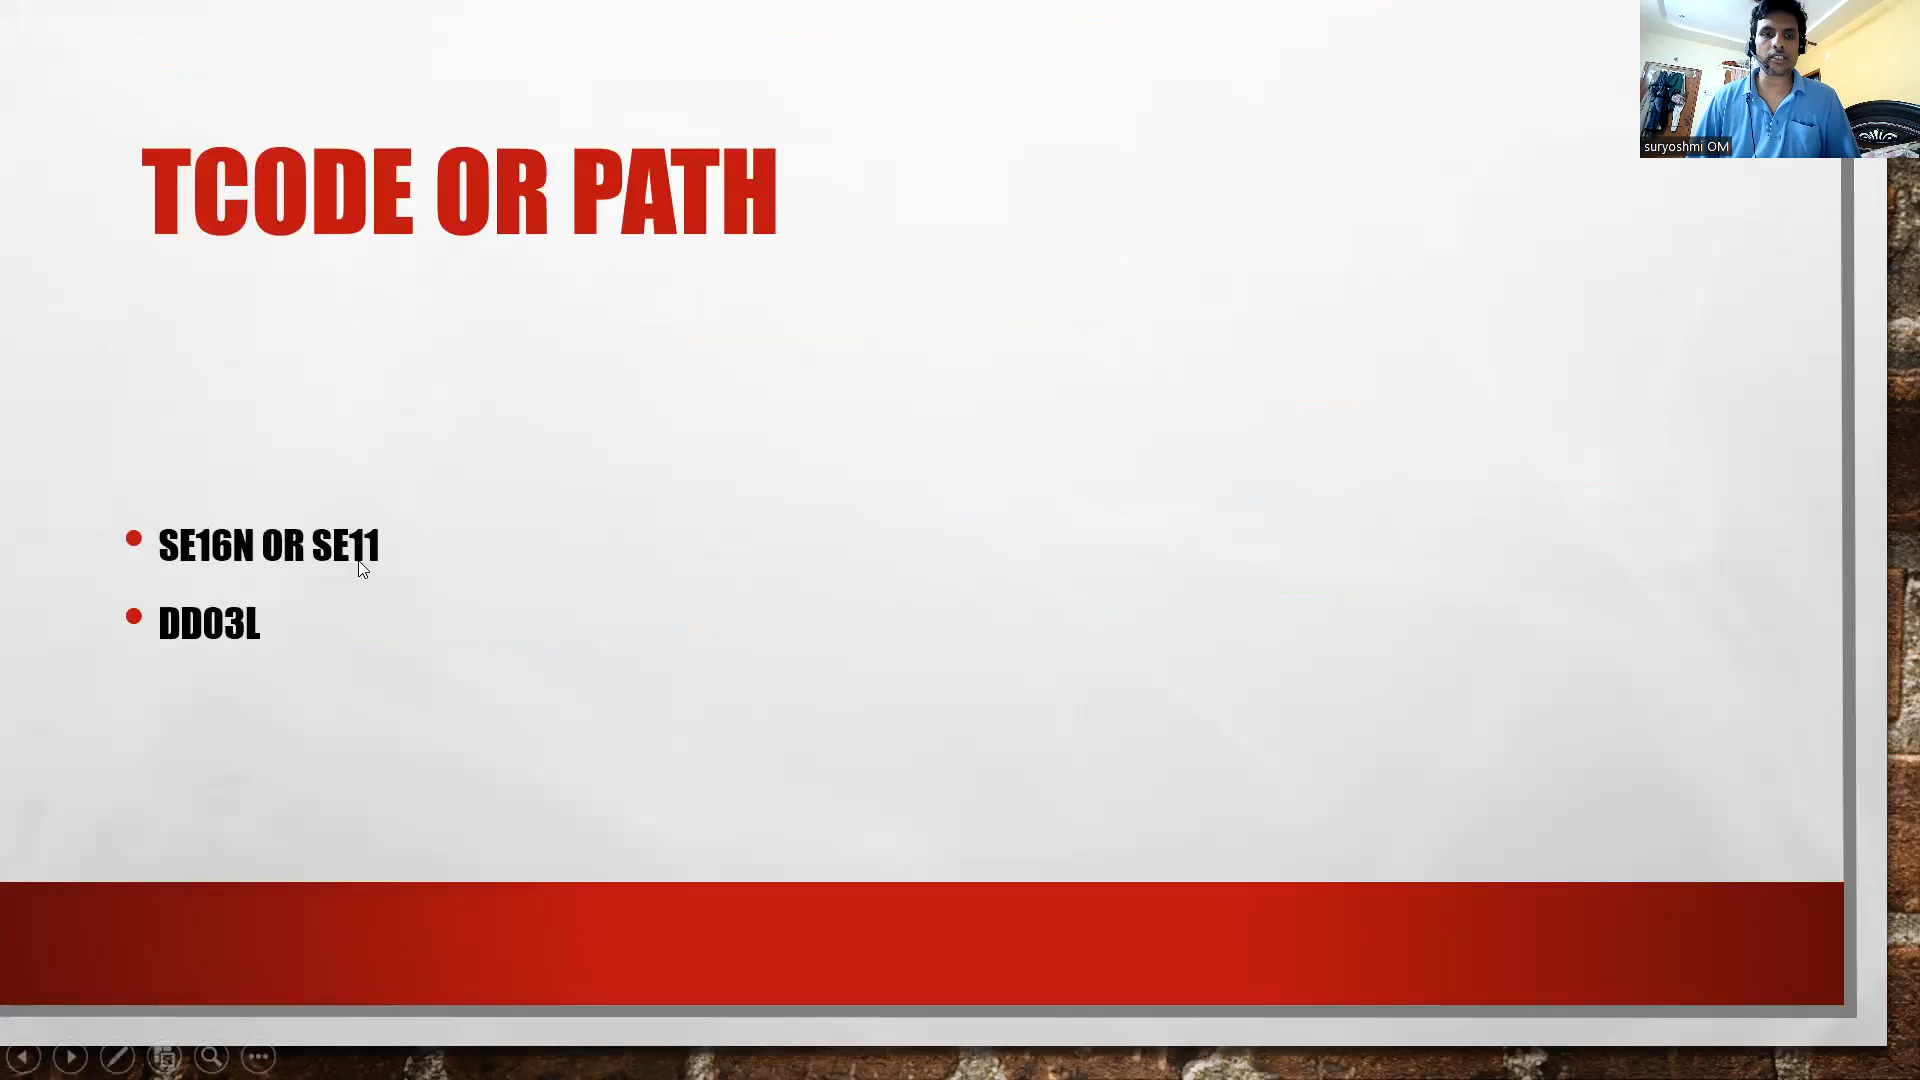 suryoshmi OM
TCODE OR PATH
SE16N OR SE11
DD03L